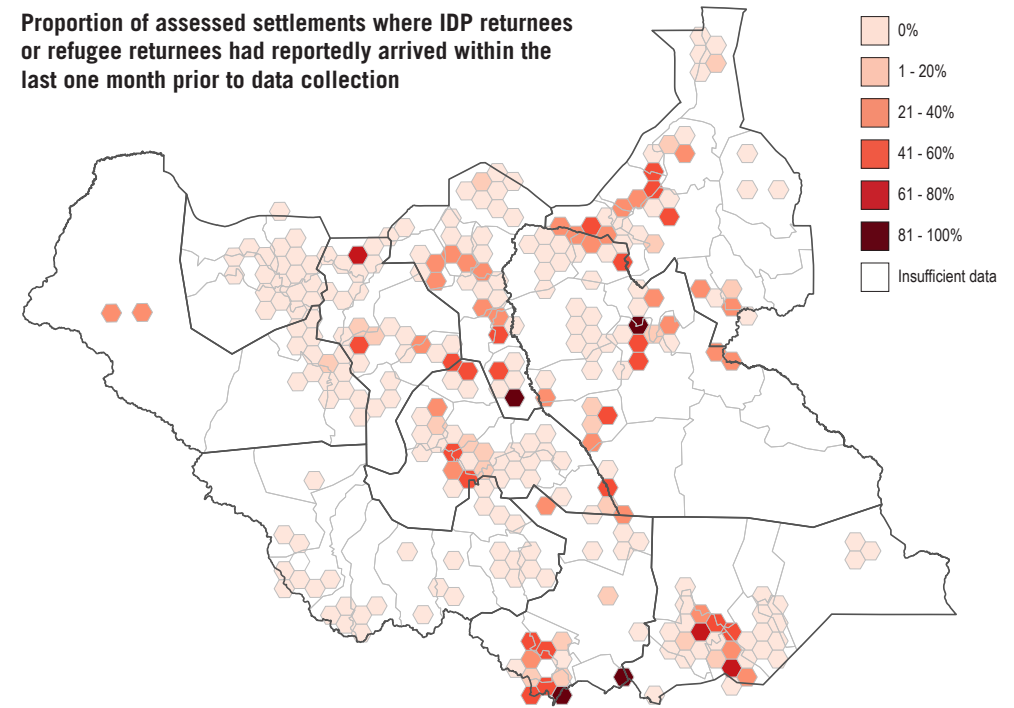 Proportion of assessed settlements where IDP returnees
or refugee returnees had reportedly arrived within the
last one month prior to data collection
0%
1 - 20%
21 - 40%
41 - 60%
61 - 80%
81 - 100%
Insufficient data